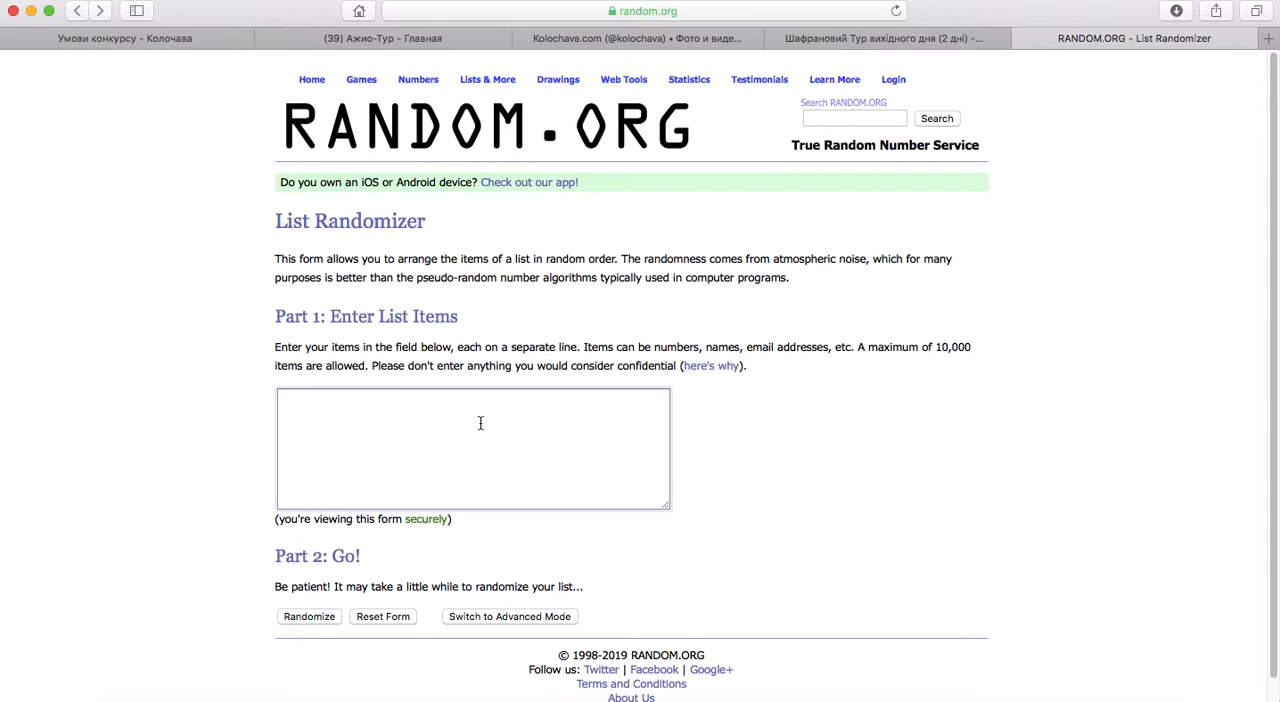 random.org
Умови конкурсу - Колочава
(39) Ажио-Тур - Главная
Kolochava.com (@kolochava) • Фото и виде...
Шафрановий Тур вихідного дня (2 дні) -...
RANDOM.ORG - List Randomizer
Home Games Numbers Lists & More Drawings Web Tools Statistics Testimonials Learn More Login
Search RANDOM.ORG
RANDOM.ORG
Search
True Random Number Service
Do you own an iOS or Android device? Check out our app!
List Randomizer
This form allows you to arrange the items of a list in random order. The randomness comes from atmospheric noise, which for many
purposes is better than the pseudo-random number algorithms typically used in computer programs.
Part 1: Enter List Items
Enter your items in the field below, each on a separate line. Items can be numbers, names, email addresses, etc. A maximum of 10,000
items are allowed. Please don't enter anything you would consider confidential (here's why).
(you're viewing this form securely)
Part 2: Go!
Be patient! It may take a little while to randomize your list...
Randomize Reset Form Switch to Advanced Mode
© 1998-2019 RANDOM.ORG
Follow us: Twitter | Facebook | Google+
Terms and Conditions
About Us